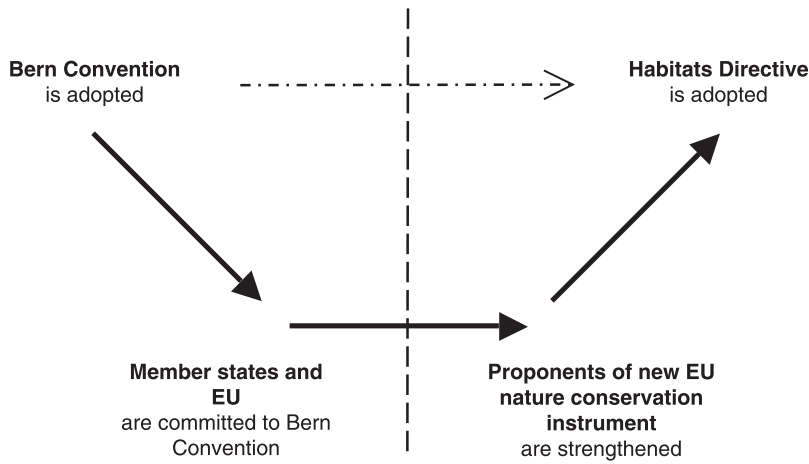 Bern Convention
is adopted
Habitats Directive
is adopted
Member states and
EU
are committed to Bern
Convention
Proponents of new EU
nature conservation
instrument
are strengthened